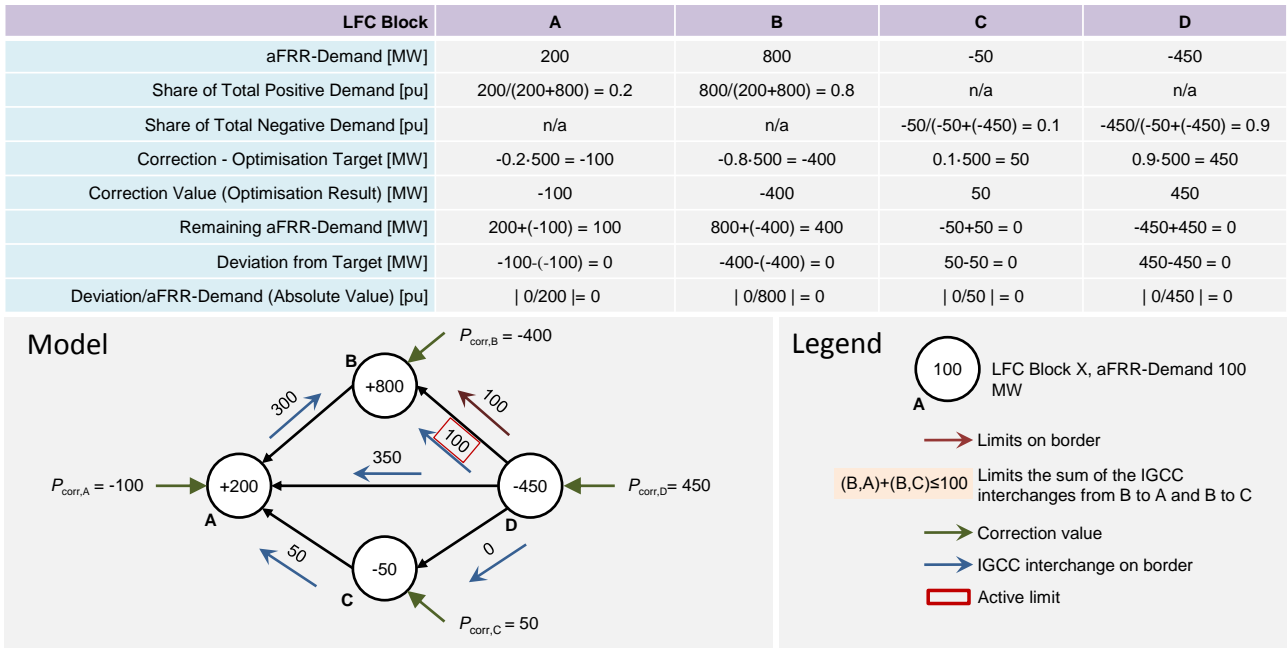 LFC Block A B C D
aFRR-Demand [MW] 200 800 -50 -450
Share of Total Positive Demand [pu] 200/(200+800) = 0.2 800/(200+800) = 0.8 n/a n/a
Share of Total Negative Demand [pu] n/a n/a -50/(-50+(-450) = 0.1 -450/(-50+(-450) = 0.9
Correction - Optimisation Target [MW] -0.2·500 = -100 -0.8·500 = -400 0.1·500 = 50 0.9·500 = 450
Correction Value (Optimisation Result) [MW] -100 -400 50 450
Remaining aFRR-Demand [MW] 200+(-100) = 100 800+(-400) = 400 -50+50 = 0 -450+450 = 0
Deviation from Target [MW] -100-(-100) = 0 -400-(-400) = 0 50-50 = 0 450-450 = 0
Deviation/aFRR-Demand (Absolute Value) [pu] | 0/200 |= 0 | 0/800 | = 0 | 0/50 | = 0 | 0/450 | = 0
Model
Pcorr,B = -400
B
+800
300
100
100
350
Pcorr,A = -100
+200
A
-450
D
Pcorr,D= 450
50
0
-50
C
Pcorr,C = 50
Legend
100
A
LFC Block X, aFRR-Demand 100
MW
Limits on border
(B,A)+(B,C)≤100
Limits the sum of the IGCC
interchanges from B to A and B to C
Correction value
IGCC interchange on border
Active limit